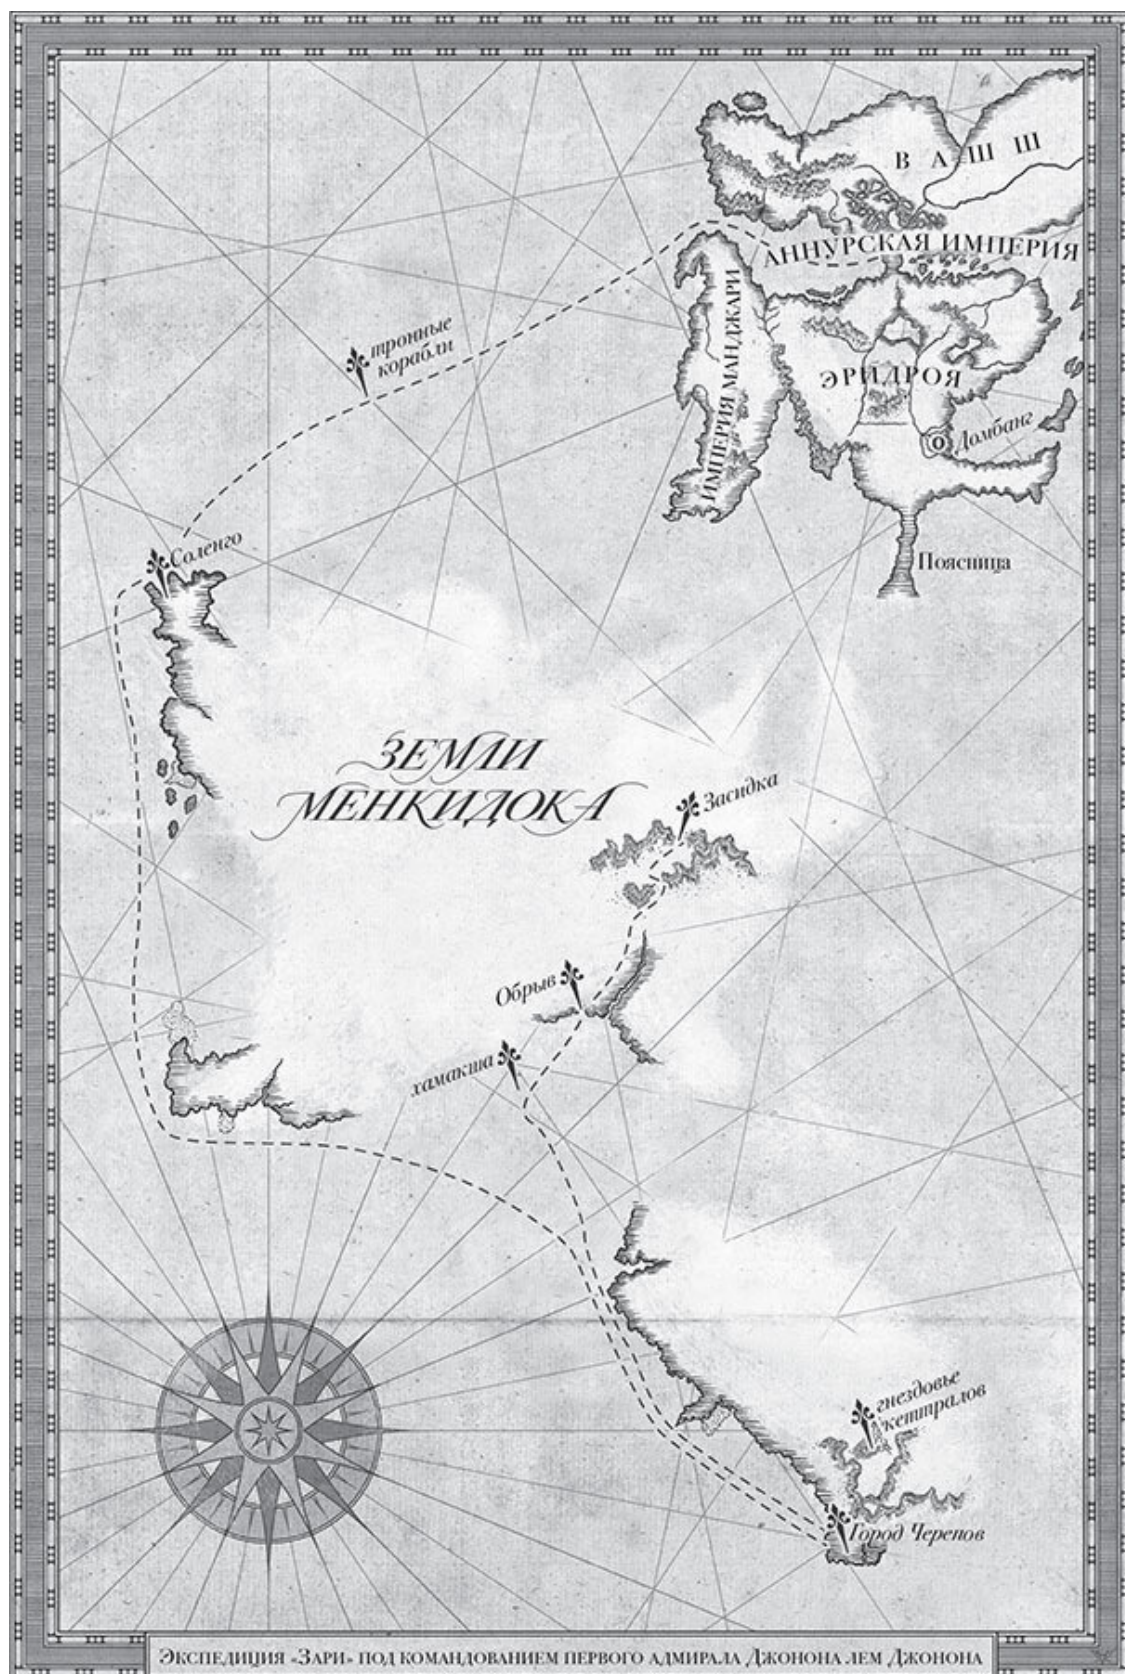 ВАШШ
АННУРСКАЯ ИМПЕРИЯ
ИМПЕРИЯ МАНДЖАРИ
тронные
корабли
ЭРИДРОЯ
Домбанг
Соленго
Поясница
ЗЕМЛИ
МЕНКИДОКА
Засидка
Обрыв
хамакша
гнездовье
кеттралов
Город Черепов
Экспедиция «Зари» под командованием первого адмирала Джонона лем Джонона